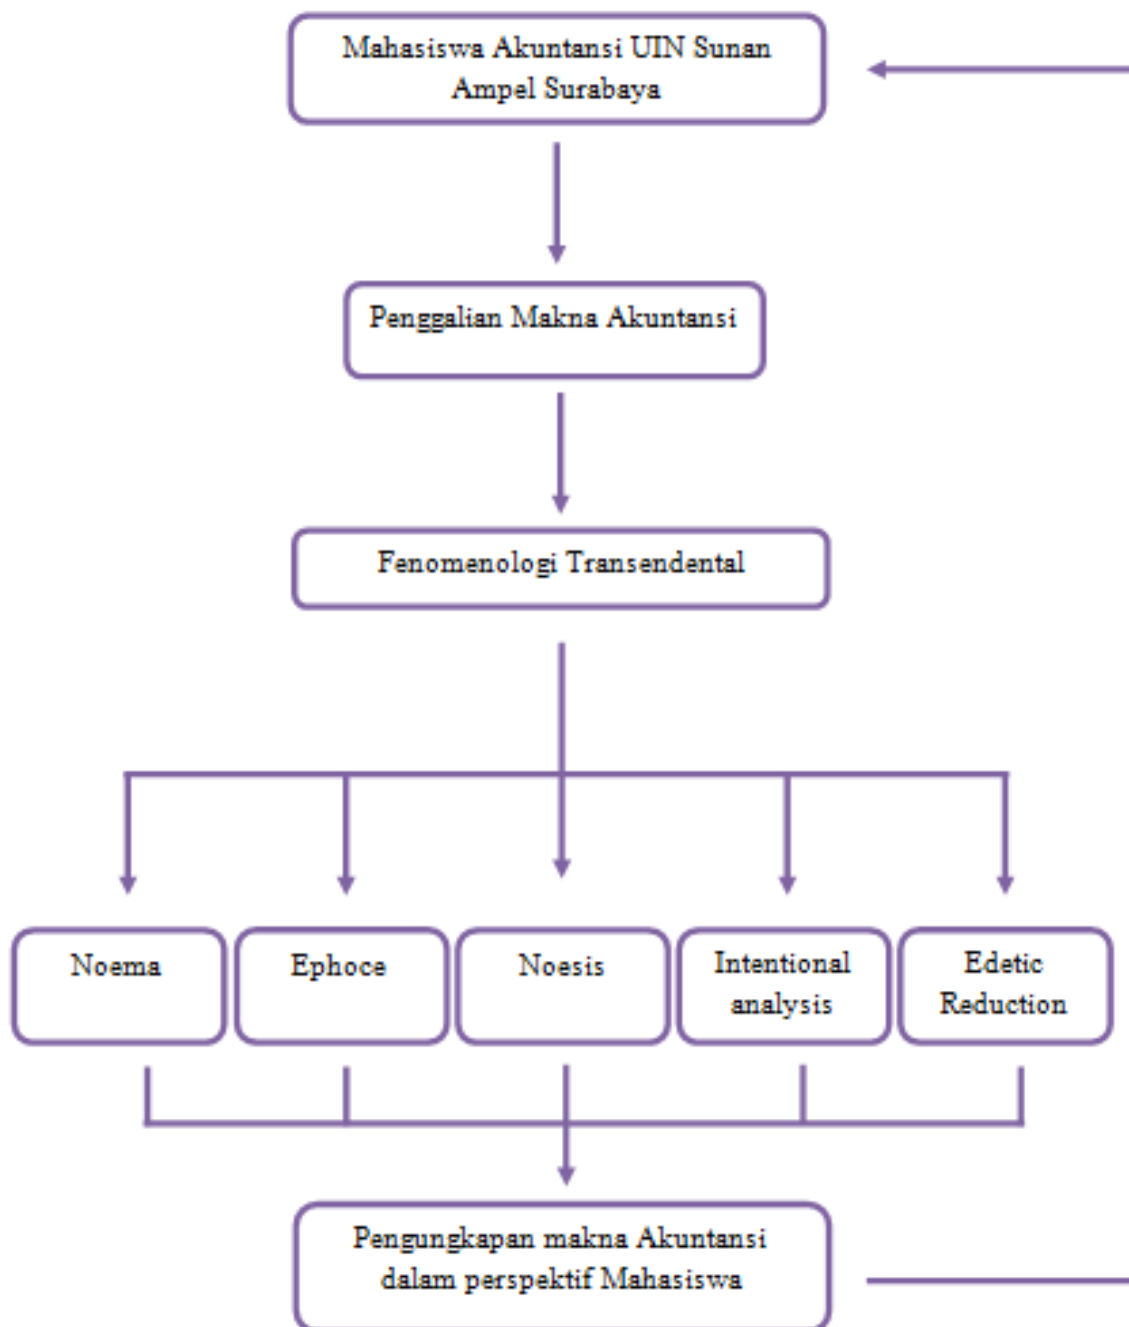 Mahasiswa Akuntansi UIN Sunan
Ampel Surabaya
Penggalian Makna Akuntansi
Fenomenologi Transendental
Noema
Ephoce
Noesis
Intentional
analysis
Edetic
Reduction
Pengungkapan makna Akuntansi
dalam perspektif Mahasiswa